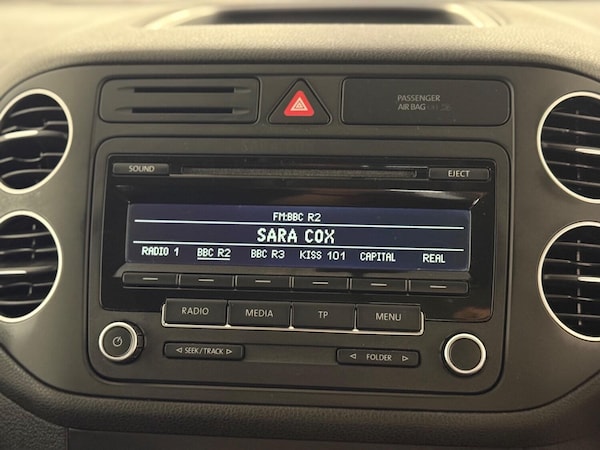 PASSENGER
AIR BAG
SOUND
EJECT
FM:BBC R2
SARA COX
RADIO 1 BBC R2 BBC R3 KISS 101 CAPITAL REAL
RADIO MEDIA TP MENU
SEEK/TRACK FOLDER